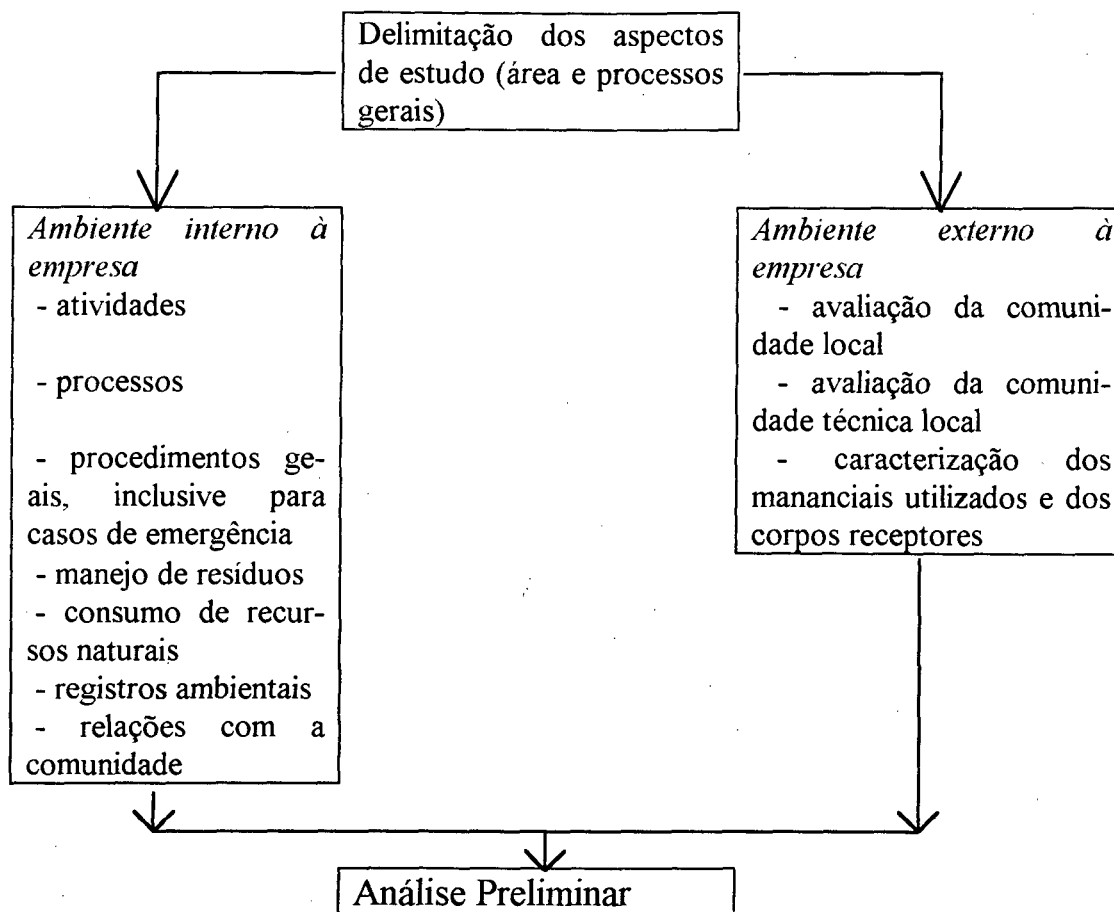 Delimitação dos aspectos
de estudo (área e processos
gerais)
Ambiente interno à
empresa
- atividades
- processos
- procedimentos ge-
rais, inclusive para
casos de emergência
- manejo de resíduos
- consumo de recur-
sos naturais
- registros ambientais
- relações com a
comunidade
Ambiente externo à
empresa
- avaliação da comuni-
dade local
- avaliação da comuni-
dade técnica local
- caracterização dos
mananciais utilizados e dos
corpos receptores
Análise Preliminar